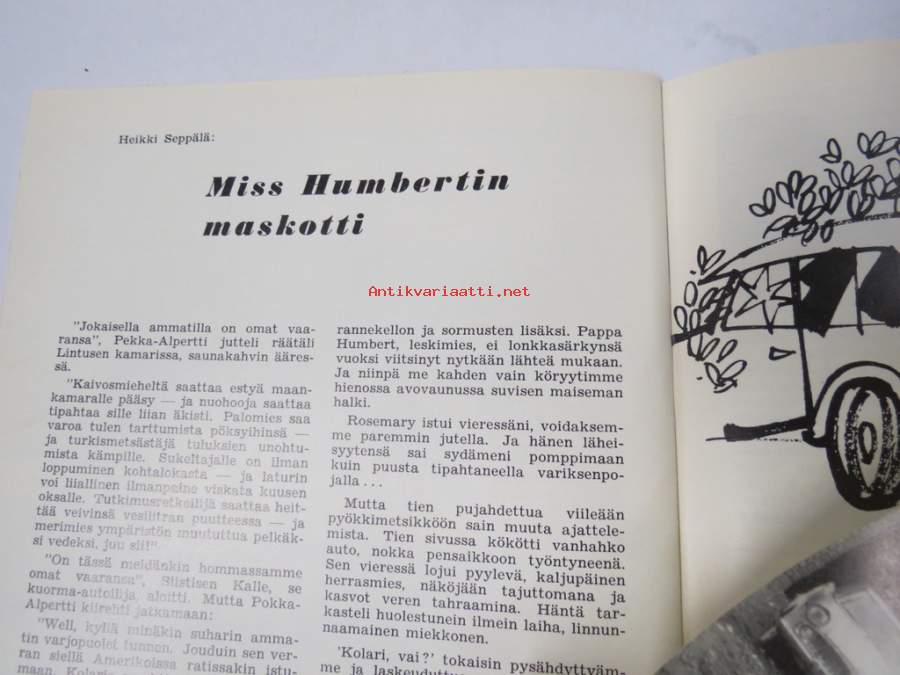 Heikki Seppälä:
Miss Humbertin
maskotti
Antikvariaatti.net
"Jokaisella ammatilla on omat vaa-
ransa", Pekka-Alpertti jutteli räätäli
Lintusen kamarissa, saunakahvin ääres-
sä.
"Kaivosmieheltä saattaa estyä maan-
kamaralle pääsy — ja nuohooja saattaa
tipahtaa sille liian äkisti. Palomies saa
varoa tulen tarttumista pöksyihinsä —
ja turkismetsästäjä tuluksien unohtu-
mista kämpille. Sukeltajalle on ilman
loppuminen kohtalokasta — ja laturin
voi liiallinen ilmanpaine viskata kuusen
oksalle. Tutkimusretkeilijä saattaa heit-
tää veivinsä vesiliiran puutteessa — ja
merimies ympäristön muututtua pelkäk-
si vedeksi, juu sii!"
"On tässä meidänkin hommassamme
omat vaaransa", Siistisen Kalle, se
kuorma-autoilija, aloitti. Mutta Pekka-
Alpertti kiirehti jatkamaan:
"Well, kyllä minäkin suharin amma-
tin varjopuolet tunnen. Jouduin sen ver-
ran siellä Amerikoissa ratissakin istu-
maan.
rannekellon ja sormusten lisäksi. Pappa
Humbert, leskimies, ei lonkkasärkynsä
vuoksi viitsinyt nytkään lähteä mukaan.
Ja niinpä me kahden vain köryytimme
hienossa avovaunussa suvisen maiseman
halki.
Rosemary istui vieressäni, voidaksem-
me paremmin jutella. Ja hänen lähei-
syytensä sai sydämeni pomppimaan
kuin puusta tipahtaneella variksenpo-
jalla . . .
Mutta tien pujahdettua viileään
pyökkimetsikköön sain muuta ajattele-
mista. Tien sivussa kökötti vanhahko
auto, nokka pensaikkoon työntyneenä.
Sen vieressä lojui pyylevä, kaljupäinen
herrasmies, näköjään tajuttomana ja
kasvot veren tahraamina. Häntä tar-
kasteli huolestunein ilmein laiha, linnun-
naamainen miekkonen.
'Kolari, vai?' tokaisin pysähdyttyäm-
me ja laskeuduttua